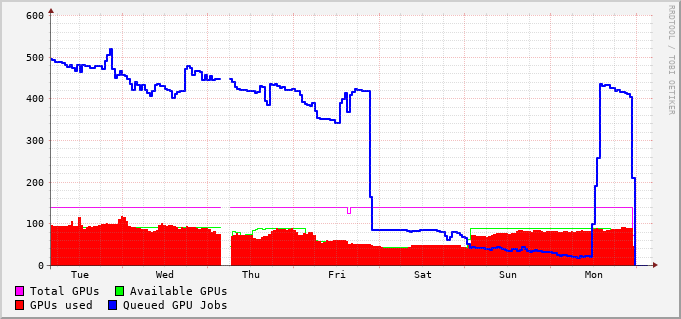 600
500
400
300
200
100
0
Tue Wed Thu Fri Sat Sun Mon
Total GPUs Available GPUs
GPUs used Queued GPU Jobs
RRDTOOL / TOBI OETIKER